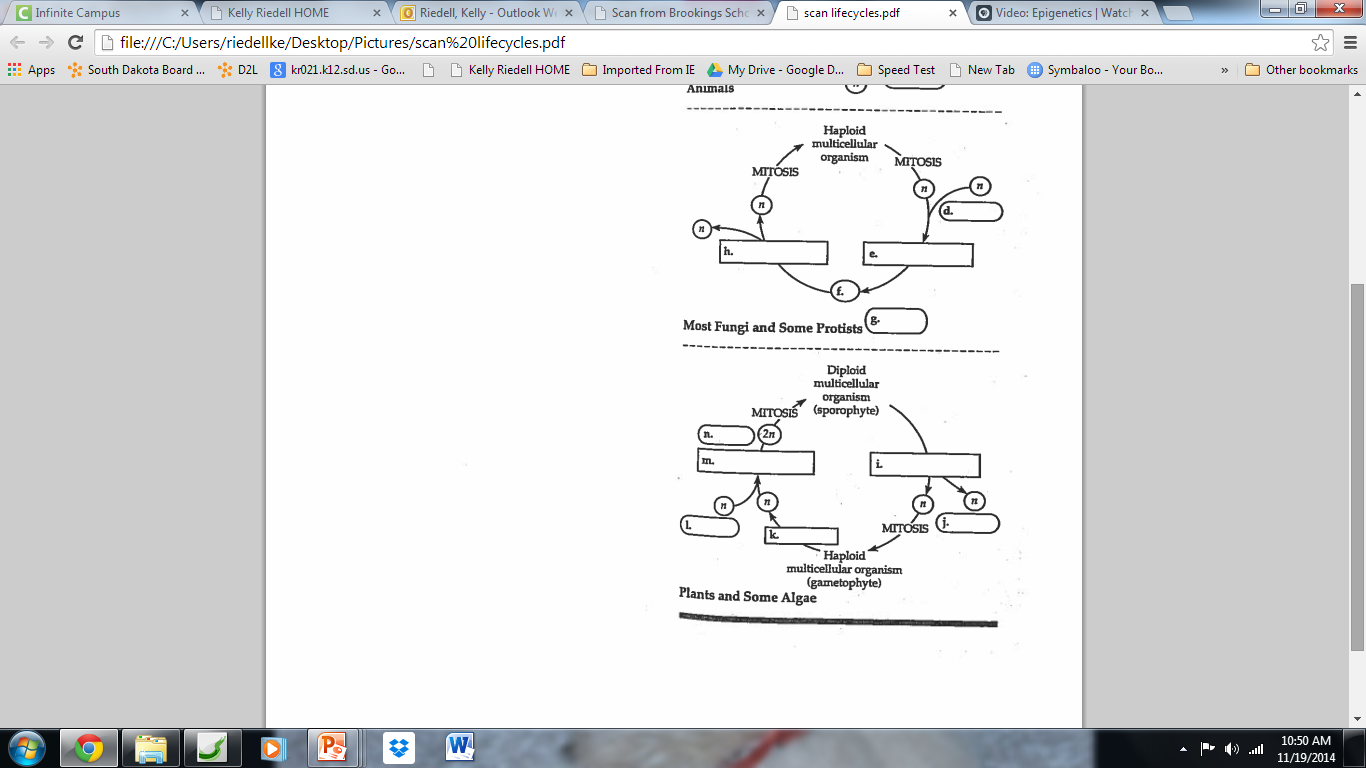 Infinite Campus
Kelly Riedell HOME
Riedell, Kelly - Outlook We
Scan from Brookings Scho
scan lifecycles.pdf
Video: Epigenetics | Watch
file:///C:/Users/riedellke/Desktop/Pictures/scan%20lifecycles.pdf
Apps
South Dakota Board ...
D2L
kr021.k12.sd.us - Go...
Kelly Riedell HOME
Imported From IE
My Drive - Google D...
Speed Test
New Tab
Symbaloo - Your Bo...
»
Other bookmarks
Animals
n
Haploid
multicellular
organism
MITOSIS
MITOSIS
n
n
n
d.
n
h.
e.
f.
g.
Most Fungi and Some Protists
Diploid
multicellular
organism
(sporophyte)
MITOSIS
n.
2n
m.
i.
n
n
n
n
l.
k.
MITOSIS
j.
Haploid
multicellular organism
(gametophyte)
Plants and Some Algae
10:50 AM
11/19/2014